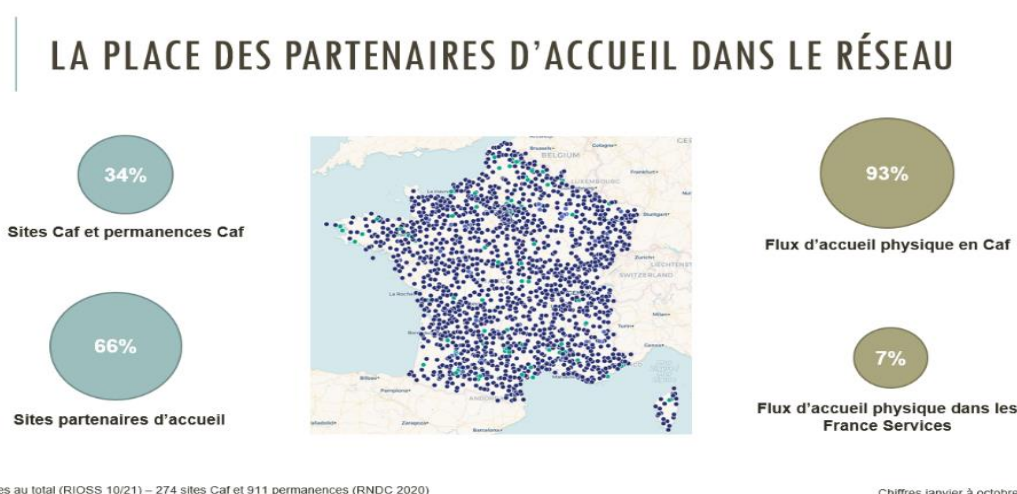 LA PLACE DES PARTENAIRES D'ACCUEIL DANS LE RÉSEAU
34%
Sites Caf et permanences Caf
66%
Sites partenaires d'accueil
BELGIUM
93%
Flux d'accueil physique en Caf
7%
Flux d'accueil physique dans les
France Services
au total (RIOSS 10/21) – 274 sites Caf et 911 permanences (RNDC 2020)
Chiffres janvier à octobre